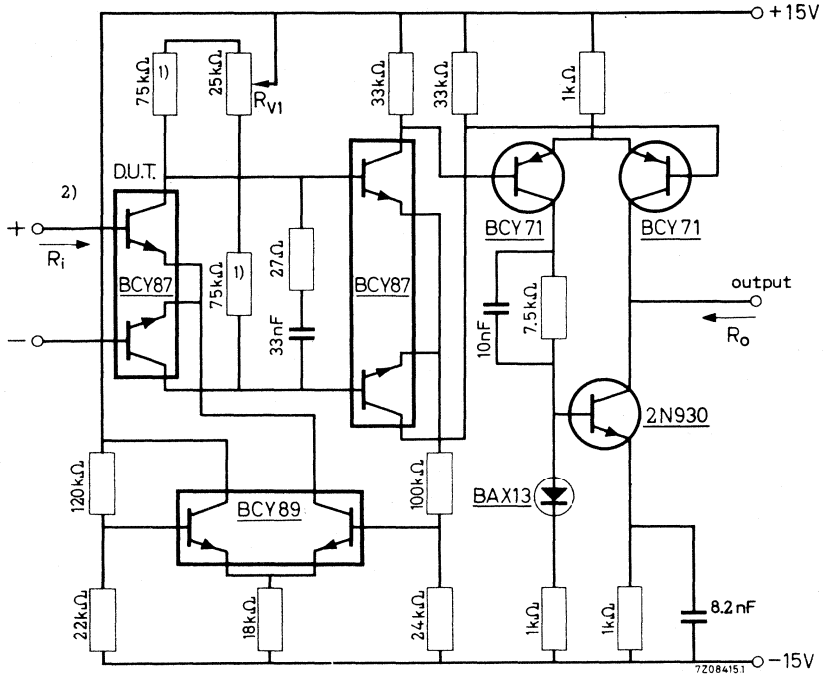 +15V
75kΩ
1)
25kΩ
RV1
33kΩ
33kΩ
1kΩ
D.U.T.
2)
+
Ri
BCY87
-
75kΩ
1)
27Ω
33nF
BCY87
BCY71
BCY71
10nF
7.5kΩ
output
Ro
2N930
120kΩ
BCY89
100kΩ
BAX13
22kΩ
18kΩ
24kΩ
1kΩ
1kΩ
8.2nF
-15V
7Z08415.1